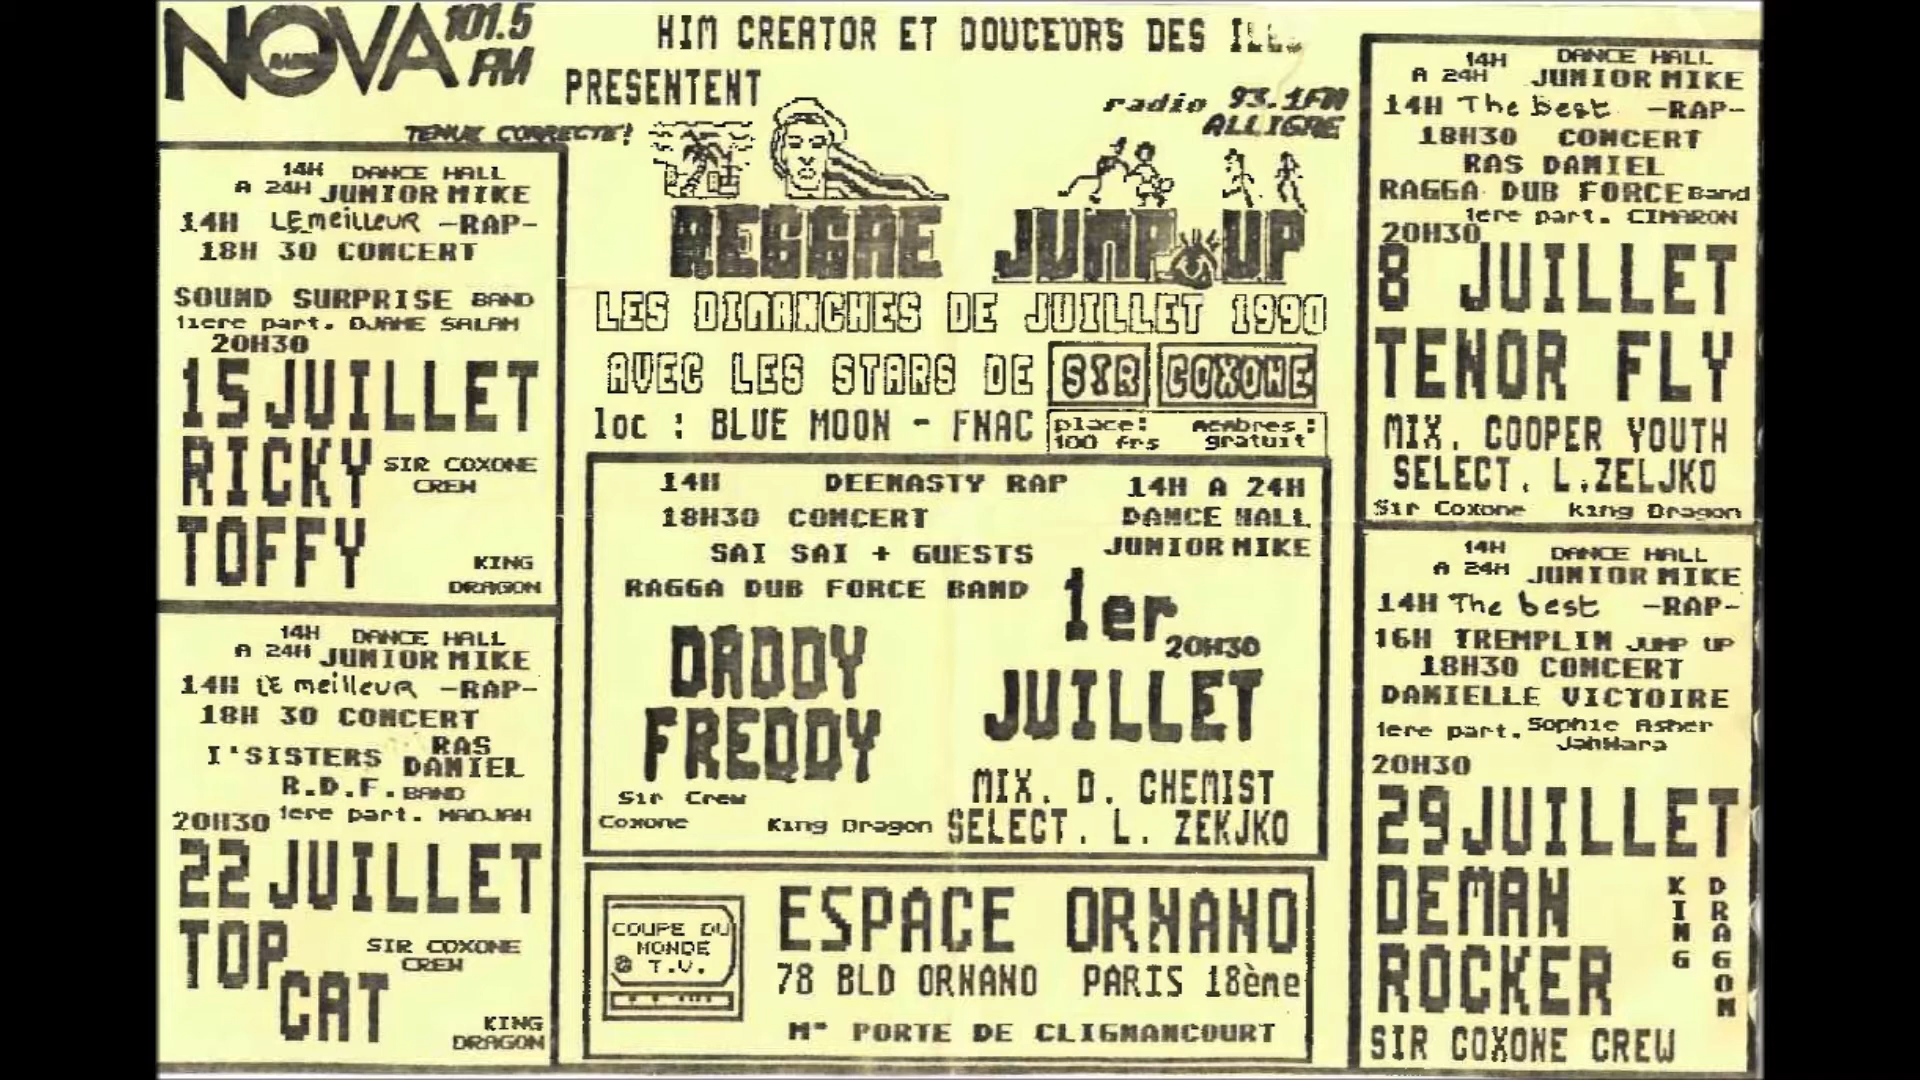 NOVA
RADIO
101.5
FM
HIM CREATOR ET DOUCEURS DES ILES
PRESENTENT
TENUE CORRECTE!
radio 93.1FM
ALLIGRE
REGGAE JUMP UP
LES DIMANCHES DE JUILLET 1990
AVEC LES STARS DE SIR COXONE
loc : BLUE MOON - FNAC
place: membres :
100 frs gratuit
14H DANCE HALL
A 24H JUNIOR MIKE
14H LE meilleur -RAP-
18H 30 CONCERT
SOUND SURPRISE BAND
1iere part. DJAME SALAM
20H30
15 JUILLET
RICKY SIR COXONE
CREW
TOFFY
KING
DRAGON
14H DANCE HALL
A 24H JUNIOR MIKE
14H LE meilleur -RAP-
18H 30 CONCERT
I'SISTERS RAS
DANIEL
R.D.F. BAND
20H30 1ere part. MADJAH
22 JUILLET
TOP
CAT
SIR COXONE
CREW
KING
DRAGON
14H DEENASTY RAP 14H A 24H
18H30 CONCERT DANCE HALL
SAI SAI + GUESTS JUNIOR MIKE
RAGGA DUB FORCE BAND
1er
20H30
JUILLET
DADDY
FREDDY
Sir Crew
Coxone King Dragon
MIX. D. CHEMIST
SELECT. L. ZEKJKO
COUPE DU
MONDE
T.V.
ESPACE ORNANO
78 BLD ORNANO PARIS 18ème
M° PORTE DE CLIGNANCOURT
14H DANCE HALL
A 24H JUNIOR MIKE
14H The best -RAP-
18H30 CONCERT
RAS DANIEL
RAGGA DUB FORCE Band
1ere part. CIMARON
20H30
8 JUILLET
TENOR FLY
MIX. COOPER YOUTH
SELECT. L.ZELJKO
Sir Coxone King Dragon
14H DANCE HALL
A 24H JUNIOR MIKE
14H The best -RAP-
16H TREMPLIN JUMP UP
18H30 CONCERT
DANIELLE VICTOIRE
1ere part. Sophie Asher
JahWara
20H30
29 JUILLET
DEMAN
ROCKER
KING DRAGON
SIR COXONE CREW